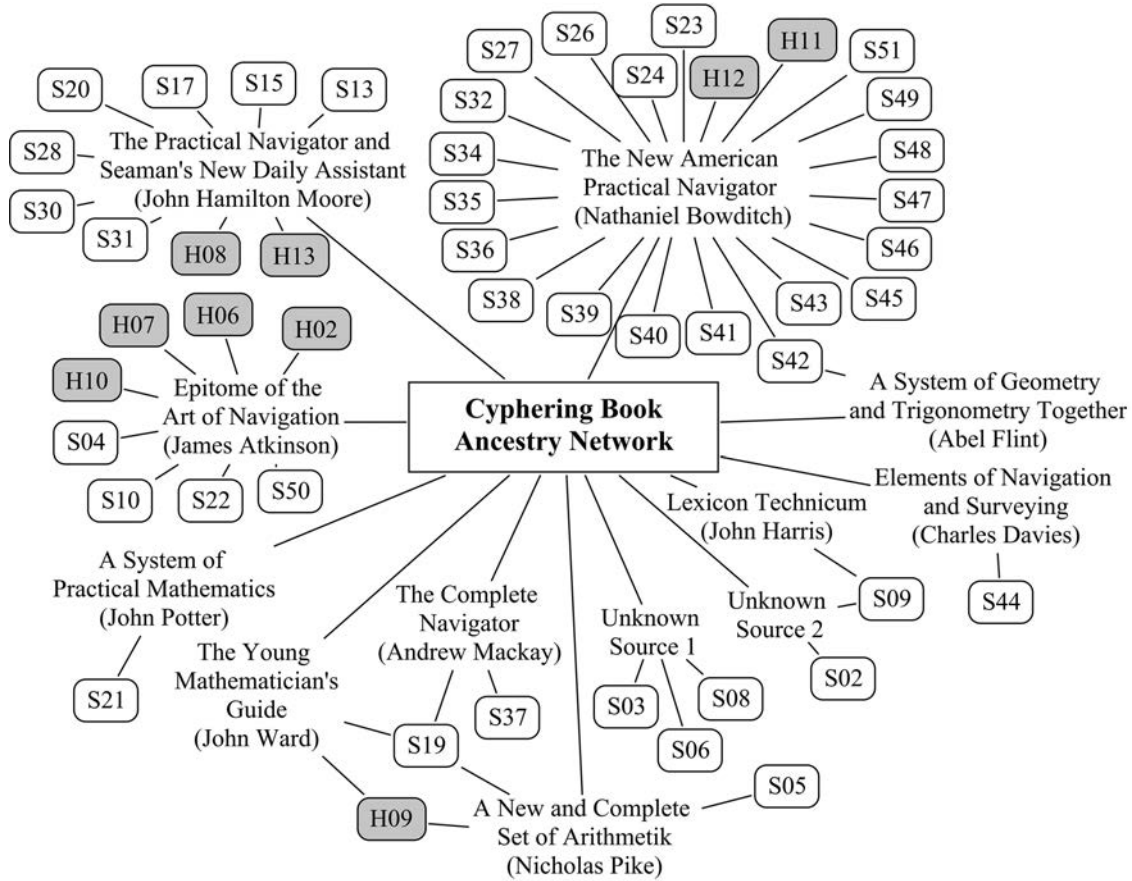 S23
S26
S27
H11
S51
S24
H12
S20
S17
S15
S13
S32
S49
The Practical Navigator and
Seaman's New Daily Assistant
(John Hamilton Moore)
S28
S30
S31
H08
H13
The New American
Practical Navigator
(Nathaniel Bowditch)
S34
S48
S35
S47
S36
S46
S38
S39
S40
S41
S43
S45
S42
H07
H06
H02
H10
Epitome of the
Art of Navigation
(James Atkinson)
S04
S10
S22
S50
Cyphering Book
Ancestry Network
A System of Geometry
and Trigonometry Together
(Abel Flint)
Elements of Navigation
and Surveying
(Charles Davies)
S44
Lexicon Technicum
(John Harris)
S09
Unknown
Source 2
S02
Unknown
Source 1
S03
S08
S06
A System of
Practical Mathematics
(John Potter)
S21
The Complete
Navigator
(Andrew Mackay)
S37
S19
The Young
Mathematician's
Guide
(John Ward)
H09
S05
A New and Complete
Set of Arithmetik
(Nicholas Pike)